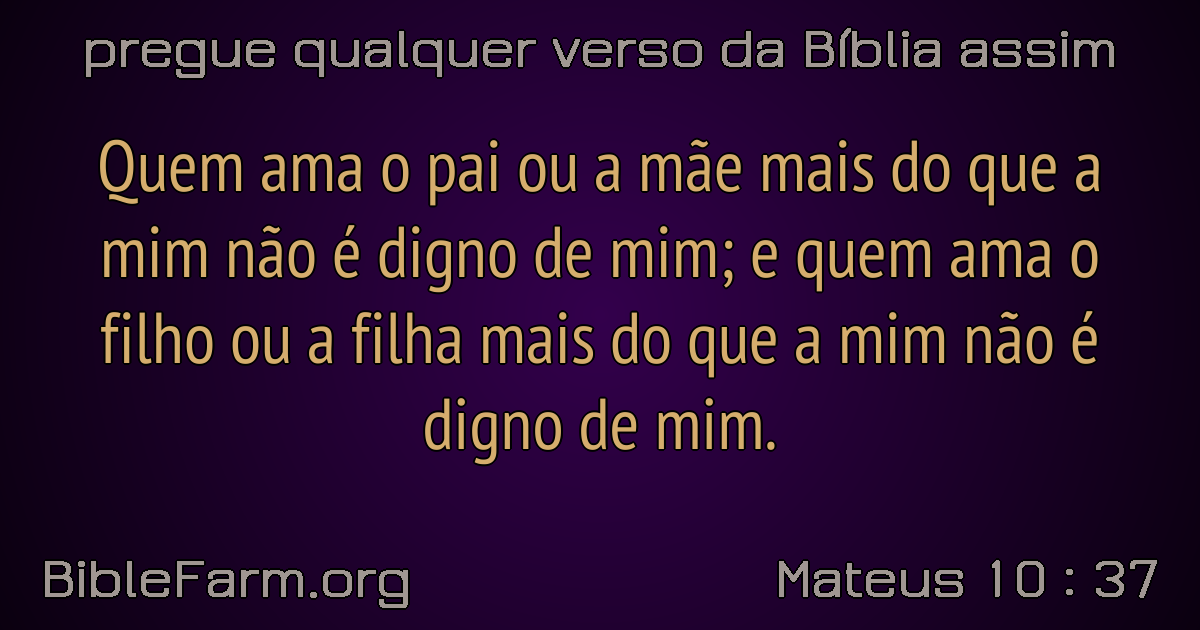 pregue qualquer verso da Bíblia assim
Quem ama o pai ou a mãe mais do que a
mim não é digno de mim; e quem ama o
filho ou a filha mais do que a mim não é
digno de mim.
BibleFarm.org
Mateus 10 : 37